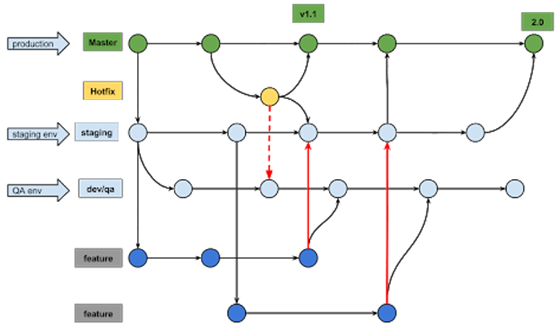 v1.1
2.0
production
Master
Hotfix
staging env
staging
QA env
dev/qa
feature
feature